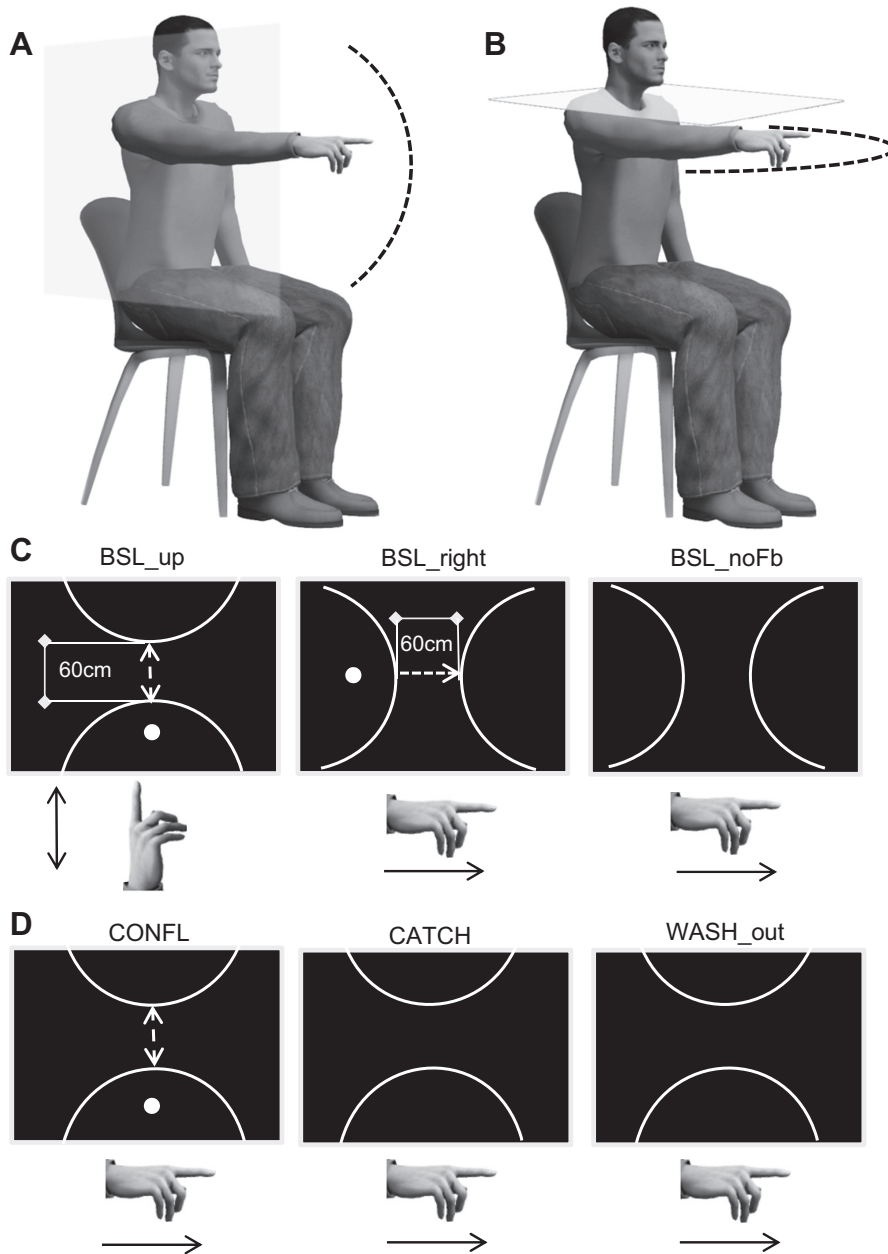 A
B
C
BSL_up
BSL_right
BSL_noFb
60cm
60cm
D
CONFL
CATCH
WASH_out